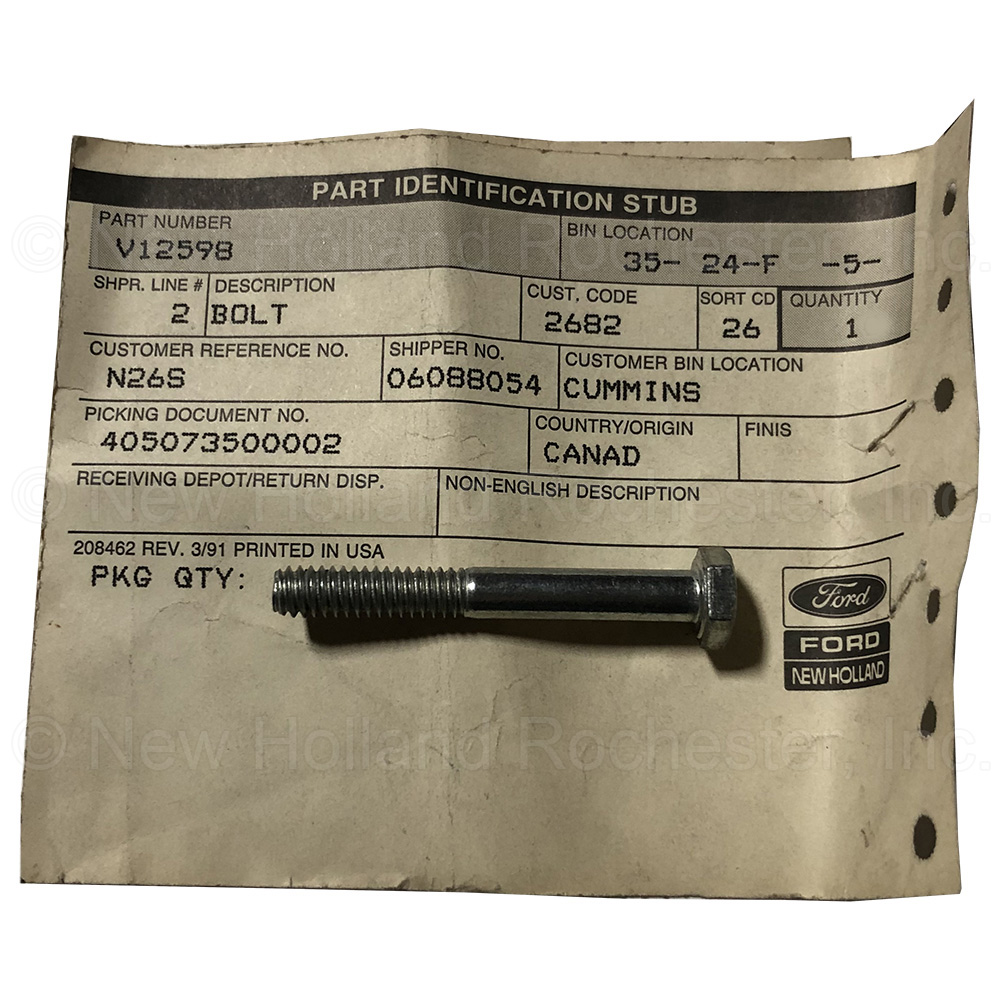 PART IDENTIFICATION STUB
PART NUMBER BIN LOCATION
V12598 35- 24-F -5-
SHPR. LINE # DESCRIPTION CUST. CODE SORT CD QUANTITY
2 BOLT 2682 26 1
CUSTOMER REFERENCE NO. SHIPPER NO. CUSTOMER BIN LOCATION
N26S 06088054 CUMMINS
PICKING DOCUMENT NO. COUNTRY/ORIGIN FINIS
405073500002 CANAD
RECEIVING DEPOT/RETURN DISP. NON-ENGLISH DESCRIPTION
208462 REV. 3/91 PRINTED IN USA
PKG QTY:
Ford
FORD
NEW HOLLAND
© New Holland Rochester, Inc.
© New Holland Rochester, Inc.
© New Holland Rochester, Inc.